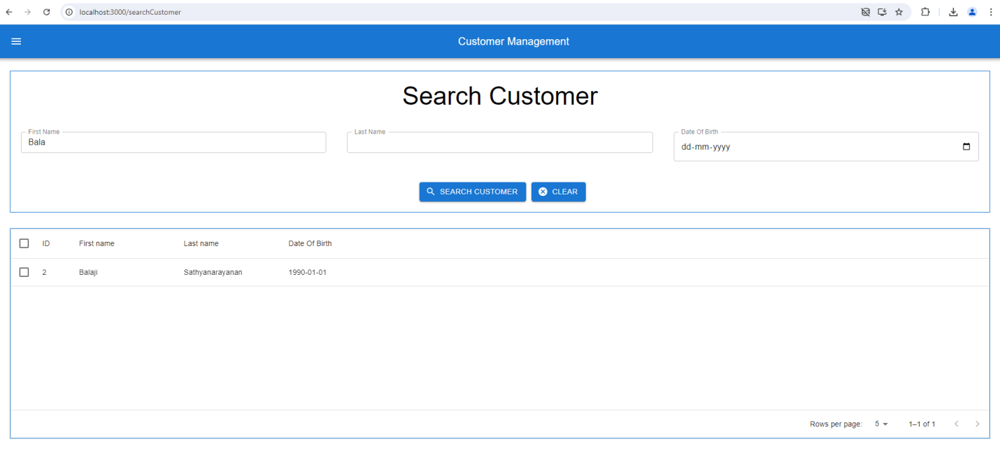 localhost:3000/searchCustomer
Customer Management
Search Customer
First Name
Bala
Last Name
Date Of Birth
dd-mm-yyyy
SEARCH CUSTOMER
CLEAR
ID First name Last name Date Of Birth
2 Balaji Sathyanarayanan 1990-01-01
Rows per page: 5 1–1 of 1